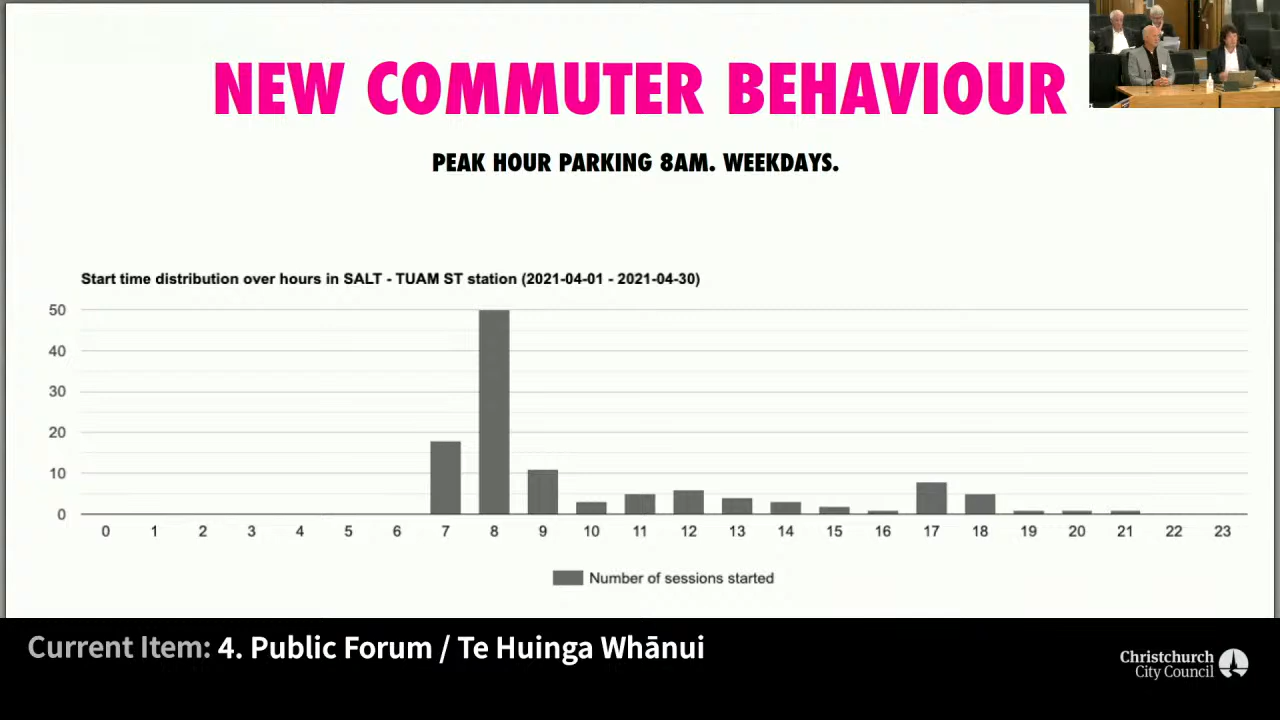 NEW COMMUTER BEHAVIOUR
PEAK HOUR PARKING 8AM. WEEKDAYS.
Start time distribution over hours in SALT - TUAM ST station (2021-04-01 - 2021-04-30)
50
40
30
20
10
0
0 1 2 3 4 5 6 7 8 9 10 11 12 13 14 15 16 17 18 19 20 21 22 23
Number of sessions started
Current Item: 4. Public Forum / Te Huinga Whānui
Christchurch
City Council